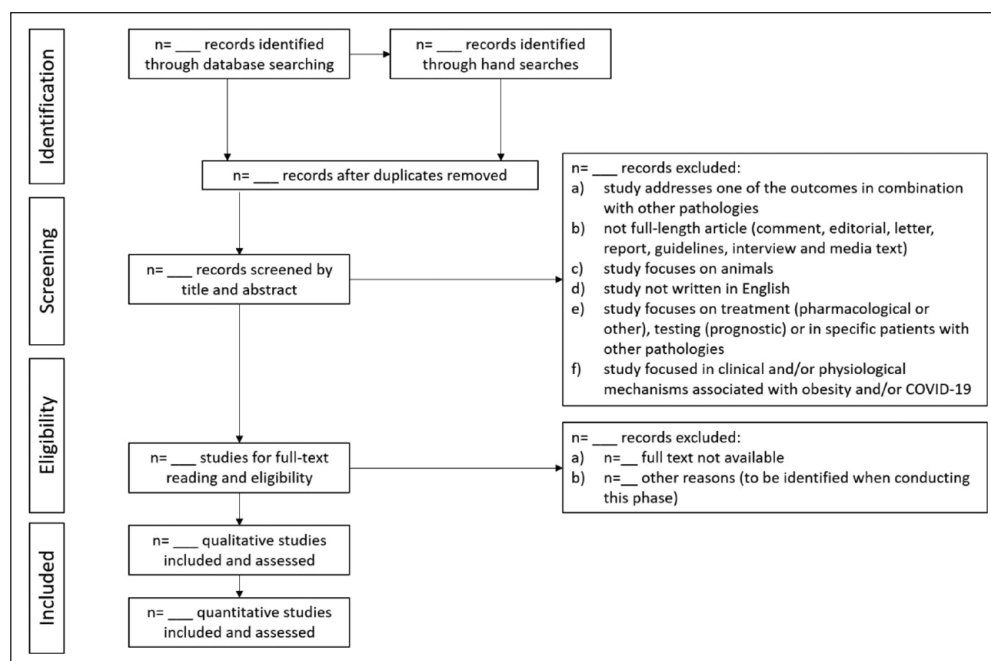 Identification
n= ___ records identified
through database searching
n= ___ records identified
through hand searches
n= ___ records after duplicates removed
Screening
n= ___ records screened by
title and abstract
n= ___ records excluded:
a) study addresses one of the outcomes in combination
with other pathologies
b) not full-length article (comment, editorial, letter,
report, guidelines, interview and media text)
c) study focuses on animals
d) study not written in English
e) study focuses on treatment (pharmacological or
other), testing (prognostic) or in specific patients with
other pathologies
f) study focused in clinical and/or physiological
mechanisms associated with obesity and/or COVID-19
Eligibility
n= ___ studies for full-text
reading and eligibility
n= ___ records excluded:
a) n=__ full text not available
b) n=__ other reasons (to be identified when conducting
this phase)
Included
n= ___ qualitative studies
included and assessed
n= ___ quantitative studies
included and assessed